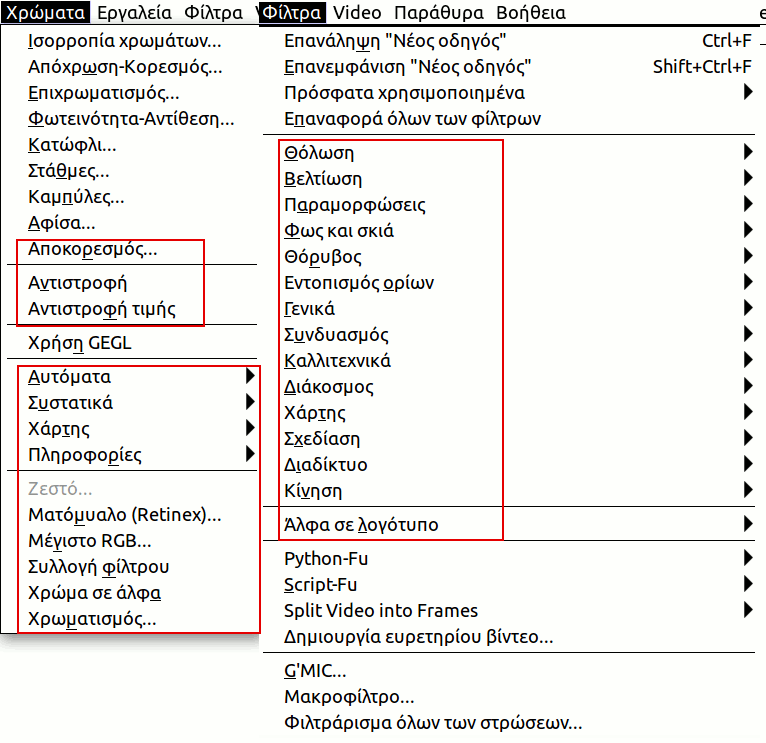 Χρώματα Εργαλεία Φίλτρα
Ισορροπία χρωμάτων...
Απόχρωση-Κορεσμός...
Επιχρωματισμός...
Φωτεινότητα-Αντίθεση...
Κατώφλι...
Στάθμες...
Καμπύλες...
Αφίσα...
Αποκορεσμός...
Αντιστροφή
Αντιστροφή τιμής
Χρήση GEGL
Αυτόματα
Συστατικά
Χάρτης
Πληροφορίες
Ζεστό...
Ματόμυαλο (Retinex)...
Μέγιστο RGB...
Συλλογή φίλτρου
Χρώμα σε άλφα
Χρωματισμός...
Φίλτρα Video Παράθυρα Βοήθεια
Επανάληψη "Νέος οδηγός" Ctrl+F
Επανεμφάνιση "Νέος οδηγός" Shift+Ctrl+F
Πρόσφατα χρησιμοποιημένα
Επαναφορά όλων των φίλτρων
Θόλωση
Βελτίωση
Παραμορφώσεις
Φως και σκιά
Θόρυβος
Εντοπισμός ορίων
Γενικά
Συνδυασμός
Καλλιτεχνικά
Διάκοσμος
Χάρτης
Σχεδίαση
Διαδίκτυο
Κίνηση
Άλφα σε λογότυπο
Python-Fu
Script-Fu
Split Video into Frames
Δημιουργία ευρετηρίου βίντεο...
G'MIC...
Μακροφίλτρο...
Φιλτράρισμα όλων των στρώσεων...